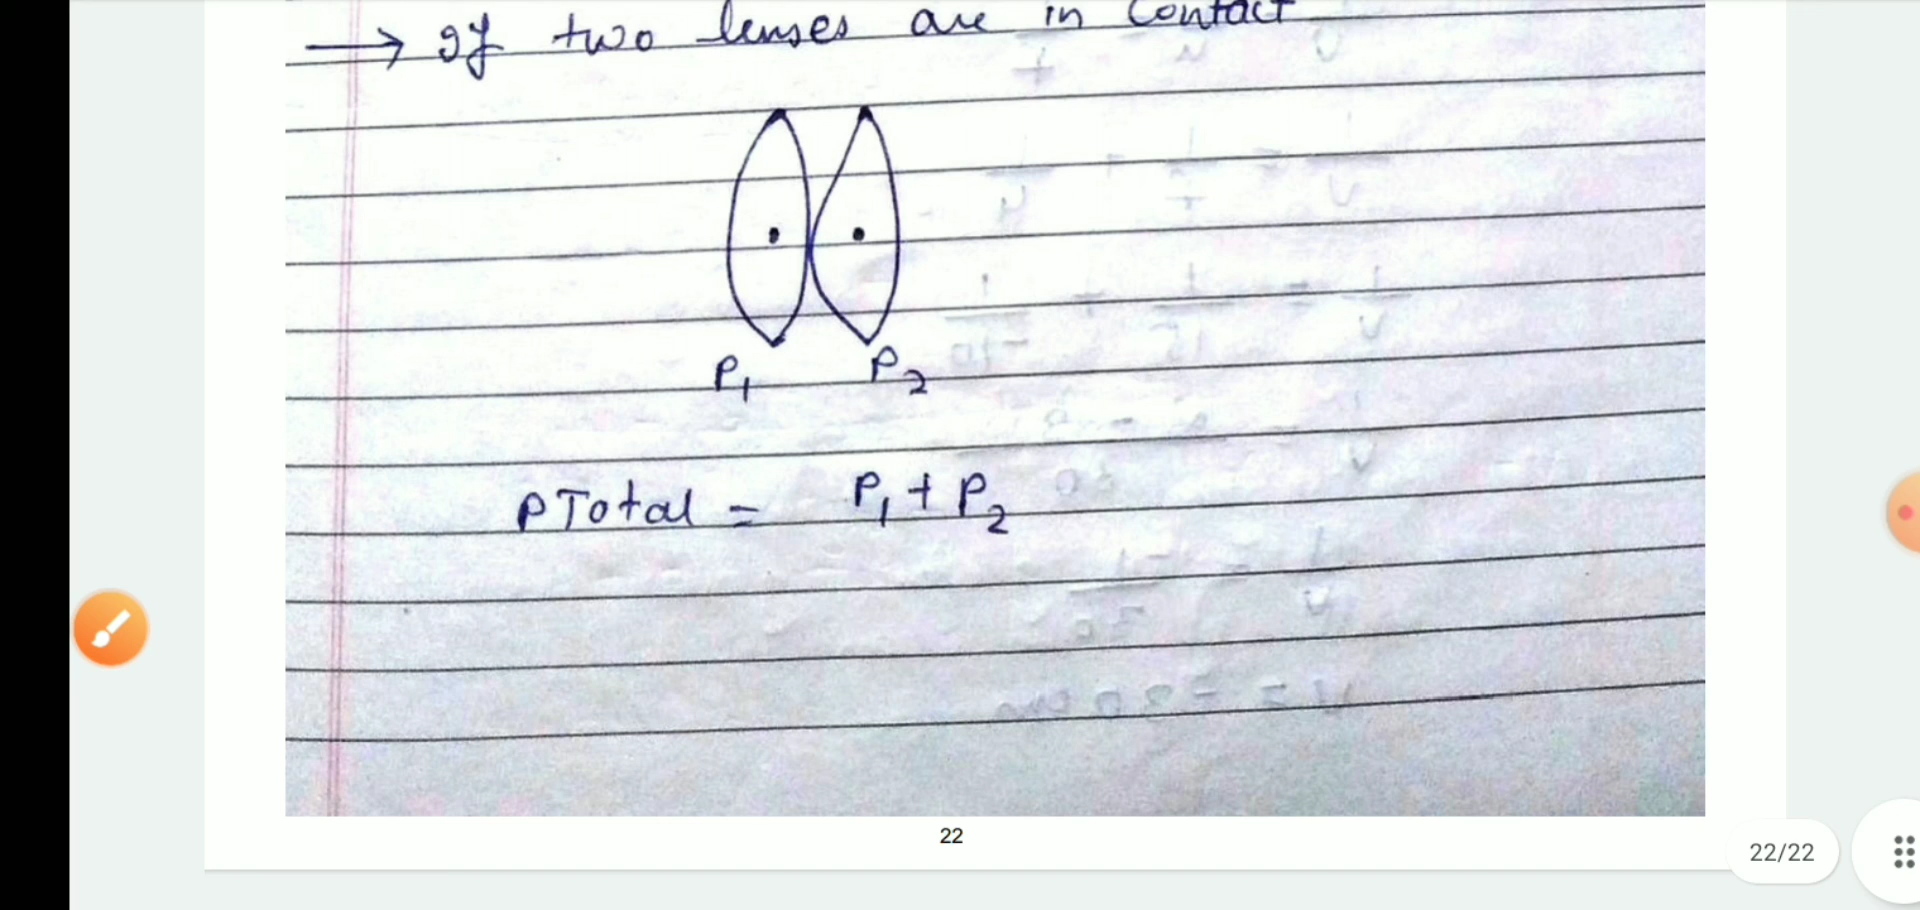 → If two lenses are in contact
P₁ P₂
PTotal = P₁ + P₂
22
22/22